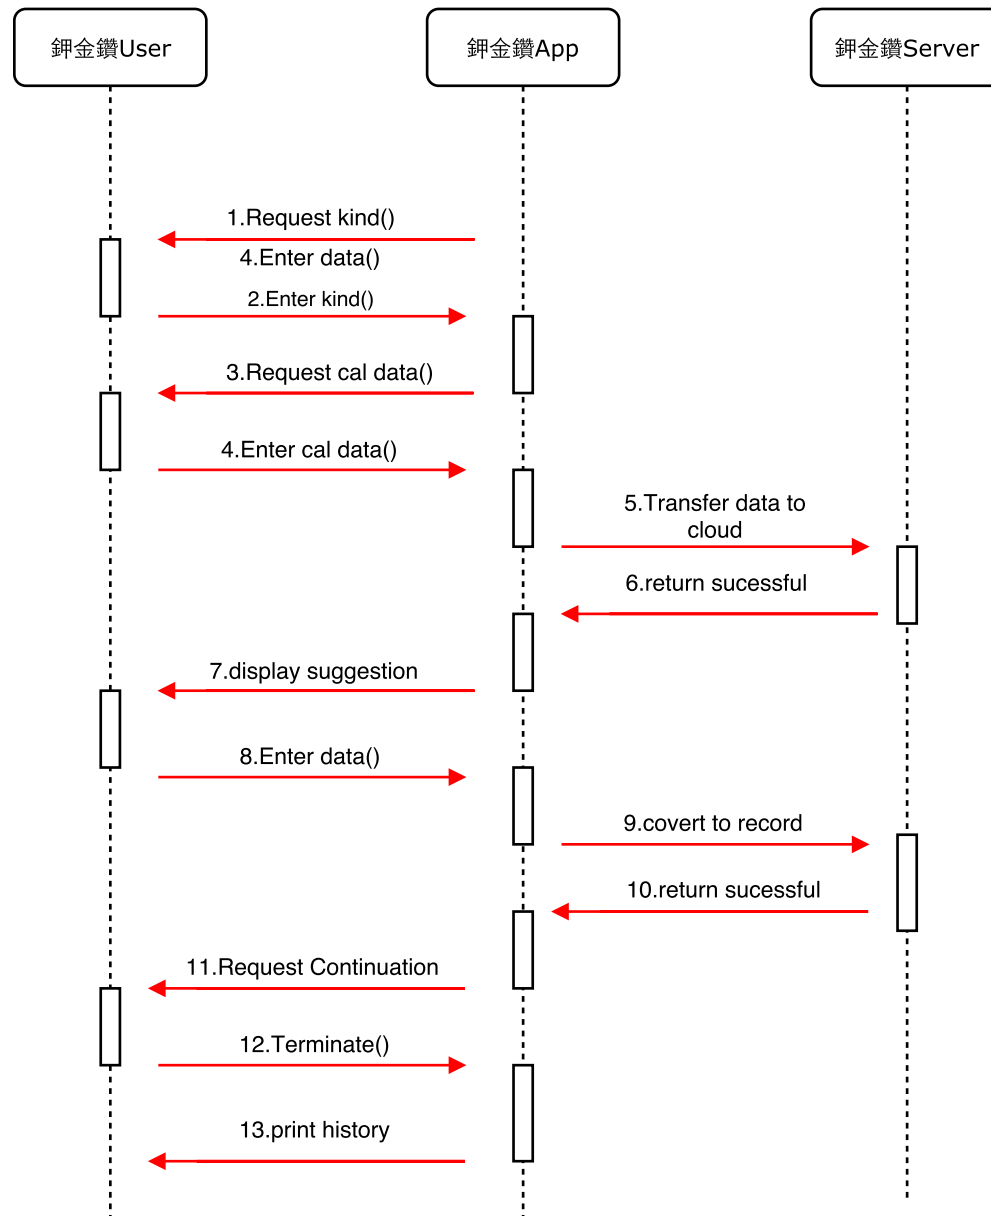 鉀金鑽User
鉀金鑽App
鉀金鑽Server
1.Request kind()
4.Enter data()
2.Enter kind()
3.Request cal data()
4.Enter cal data()
5.Transfer data to
cloud
6.return sucessful
7.display suggestion
8.Enter data()
9.covert to record
10.return sucessful
11.Request Continuation
12.Terminate()
13.print history